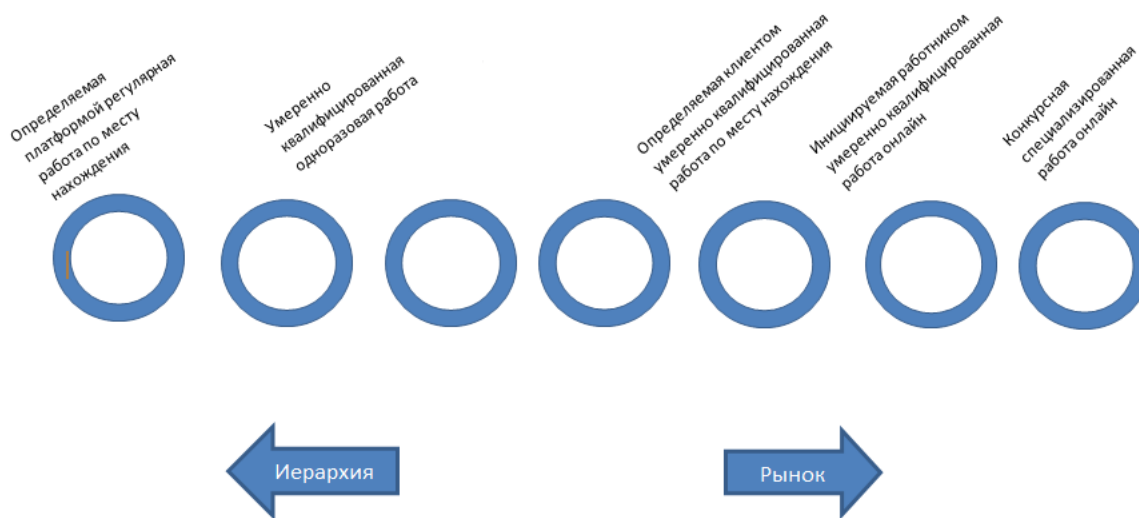 Определяемая
платформой регулярная
работа по месту
нахождения
Умеренно
квалифицированная
одноразовая работа
Определяемая клиентом
умеренно квалифицированная
работа по месту нахождения
Инициируемая работником
умеренно квалифицированная
работа онлайн
Конкурсная
специализированная
работа онлайн
Иерархия
Рынок